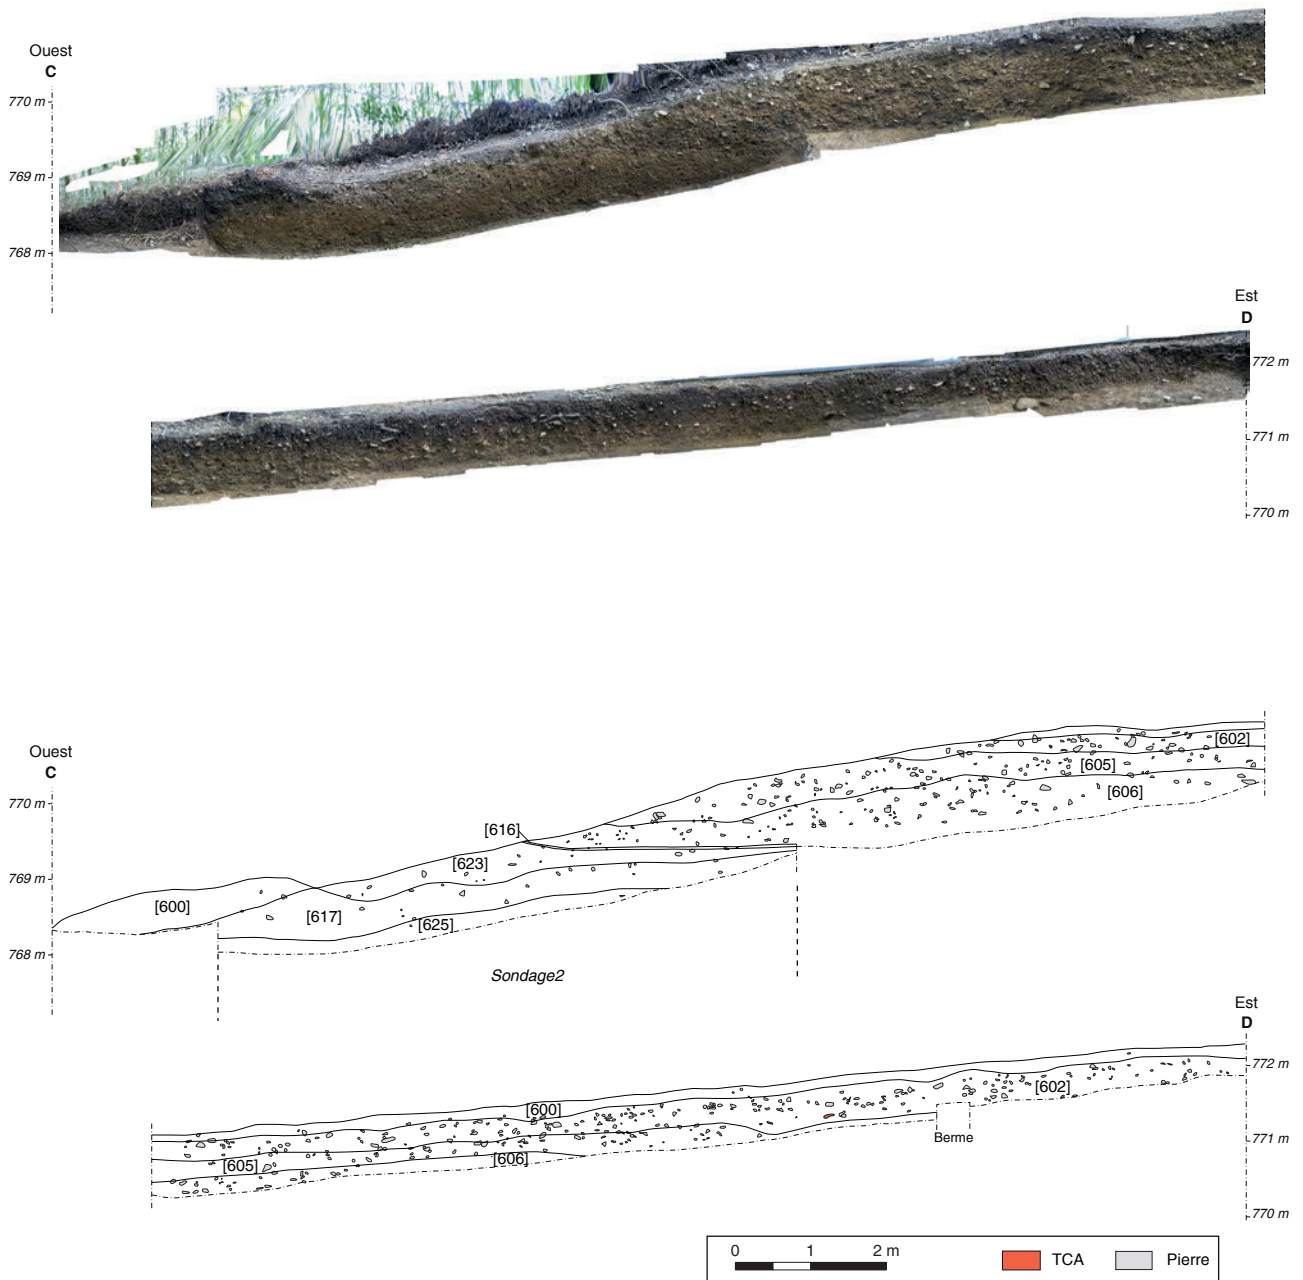 Ouest
C
770 m
769 m
768 m
Est
D
772 m
771 m
770 m
Ouest
C
[602]
[605]
770 m
[606]
[616]
[623]
769 m
[600]
[617]
[625]
768 m
Sondage2
Est
D
772 m
[602]
[600]
Berme
771 m
[605]
[606]
770 m
0 1 2 m
TCA Pierre